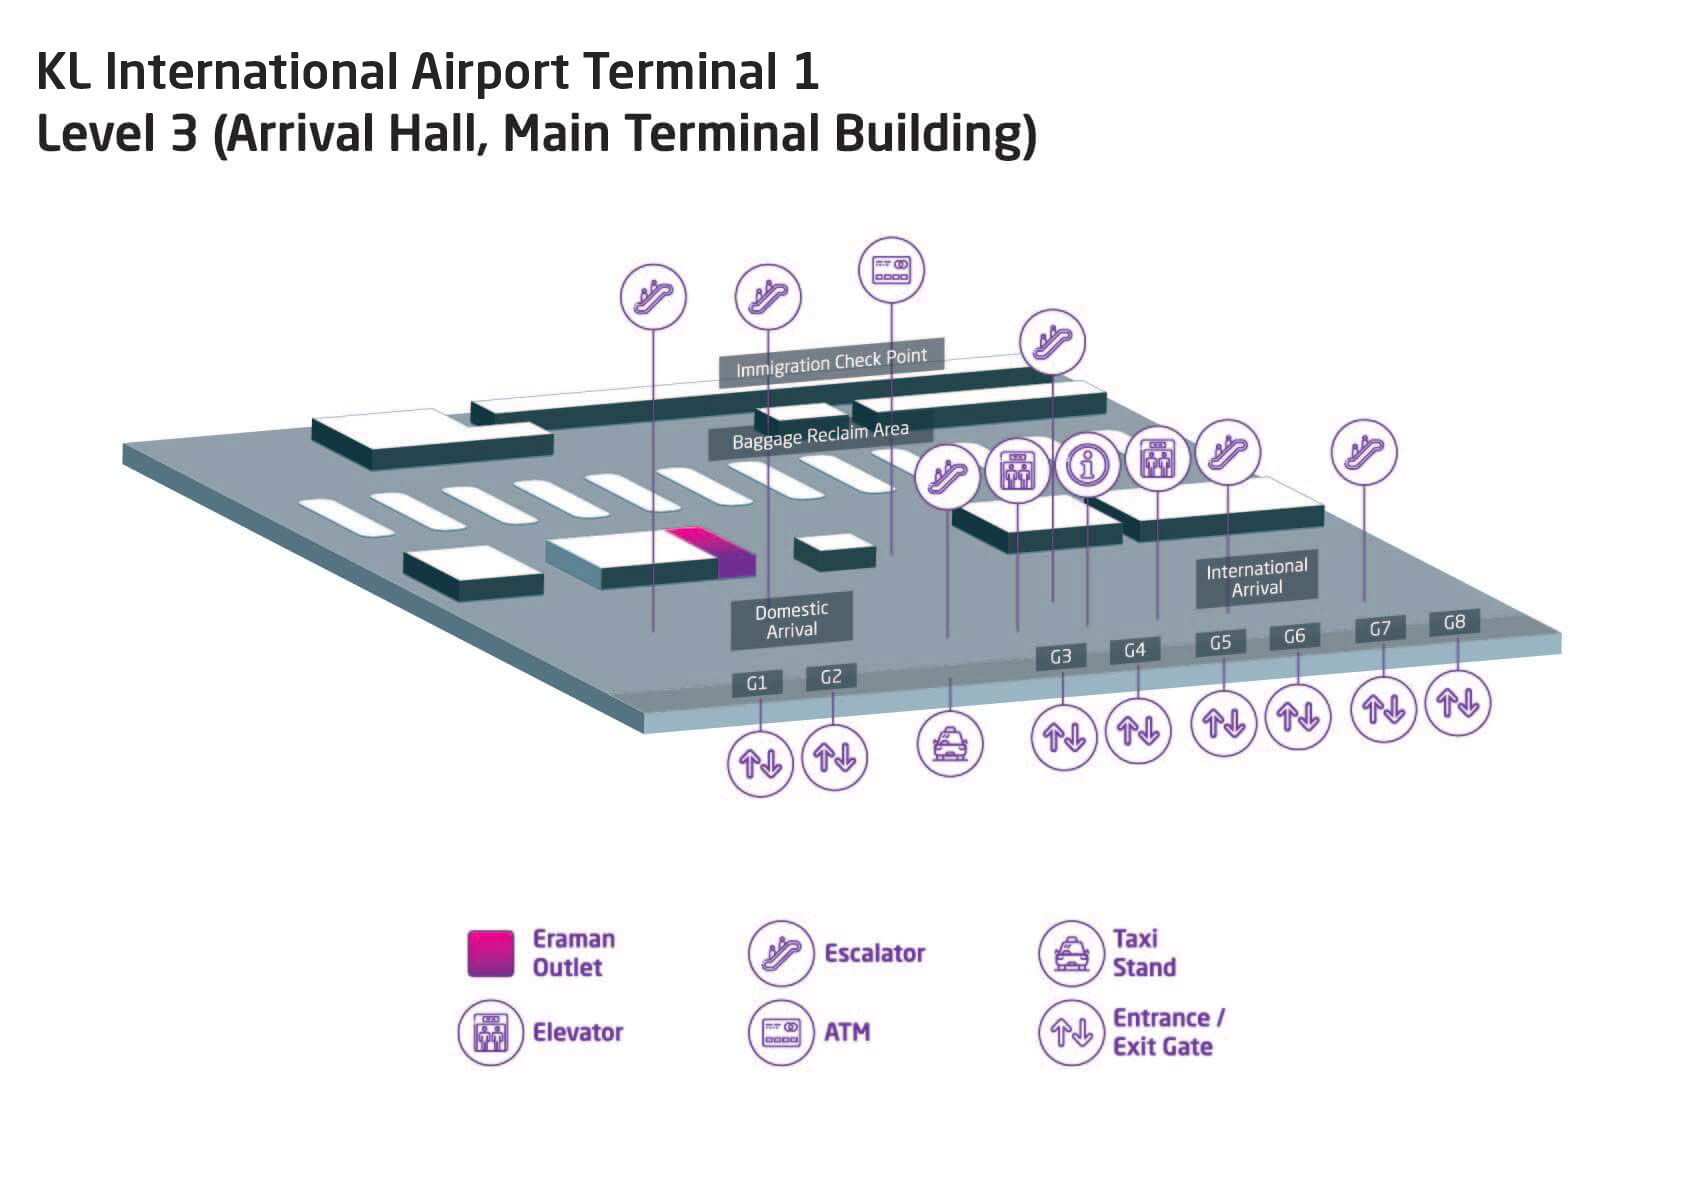 KL International Airport Terminal 1
Level 3 (Arrival Hall, Main Terminal Building)
Immigration Check Point
Baggage Reclaim Area
International
Arrival
Domestic
Arrival
G1
G2
G3
G4
G5
G6
G7
G8
Eraman
Outlet
Escalator
Taxi
Stand
Elevator
ATM
Entrance /
Exit Gate